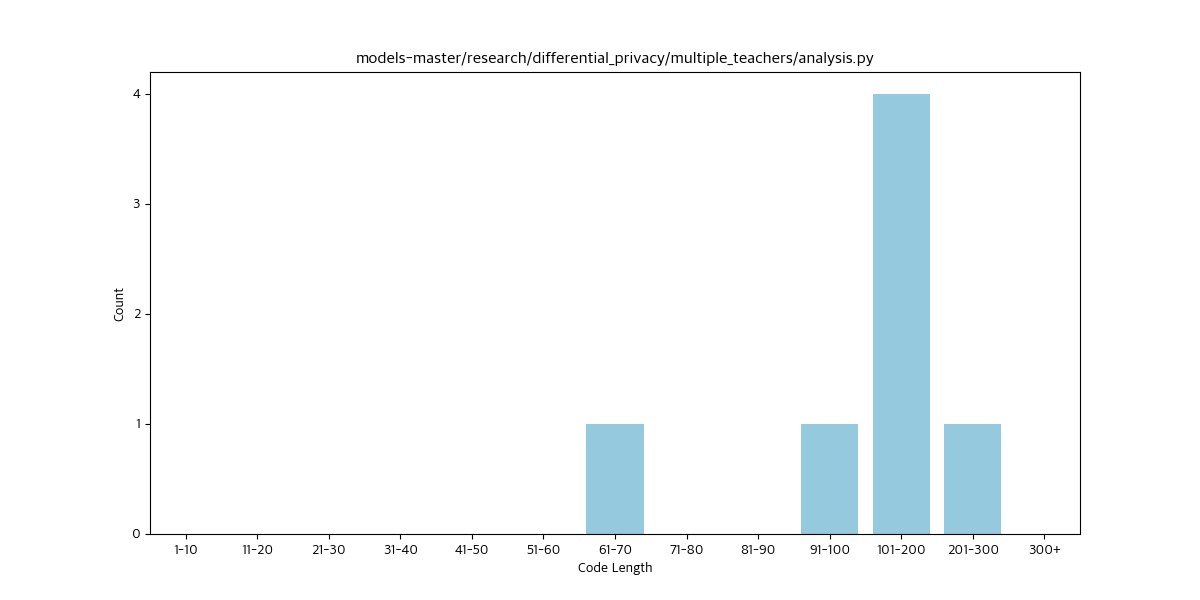 models-master/research/differential_privacy/multiple_teachers/analysis.py
4
3
2
1
0
Count
1-10 11-20 21-30 31-40 41-50 51-60 61-70 71-80 81-90 91-100 101-200 201-300 300+
Code Length